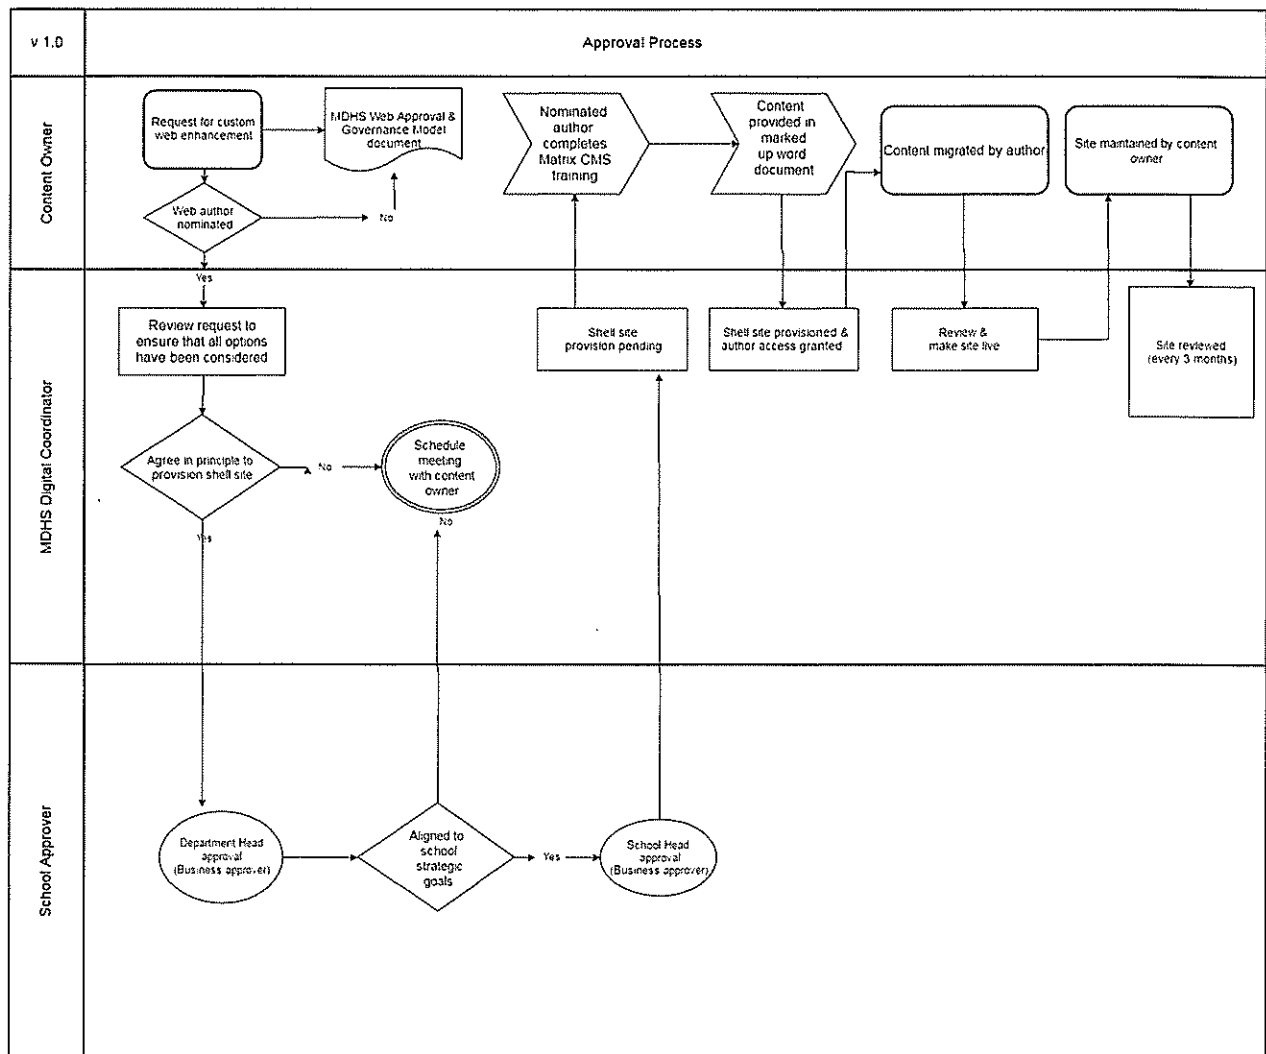 v 1.0
Approval Process
Content Owner
Request for custom
web enhancement
MDHS Web Approval &
Governance Model
document
Web author
nominated
No
Yes
Nominated
author
completes
Matrix CMS
training
Content
provided in
marked
up word
document
Content migrated by author
Site maintained by content
owner
MDHS Digital Coordinator
Review request to
ensure that all options
have been considered
Agree in principle to
provision shell site
No
Yes
Schedule
meeting
with content
owner
No
Shell site
provision pending
Shell site provisioned &
author access granted
Review &
make site live
Site reviewed
(every 3 months)
School Approver
Department Head
approval
(Business approver)
Aligned to
school
strategic
goals
Yes
School Head
approval
(Business approver)